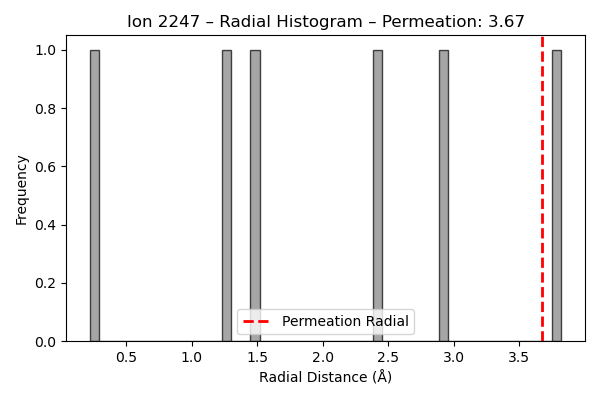 Ion 2247 – Radial Histogram – Permeation: 3.67
Frequency
1.0
0.8
0.6
0.4
0.2
0.0
Permeation Radial
0.5 1.0 1.5 2.0 2.5 3.0 3.5
Radial Distance (Å)